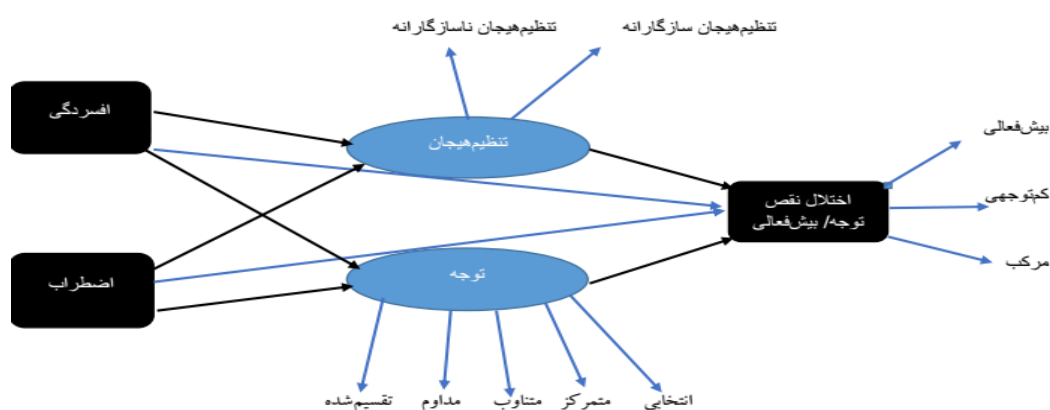 تنظیم‌هیجان سازگارانه
تنظیم‌هیجان ناسازگارانه
افسردگی
تنظیم‌هیجان
بیش‌فعالی
اختلال نقص
توجه/ بیش‌فعالی
کم‌توجهی
مرکب
اضطراب
توجه
انتخابی
متمرکز
متناوب
مداوم
تقسیم‌شده